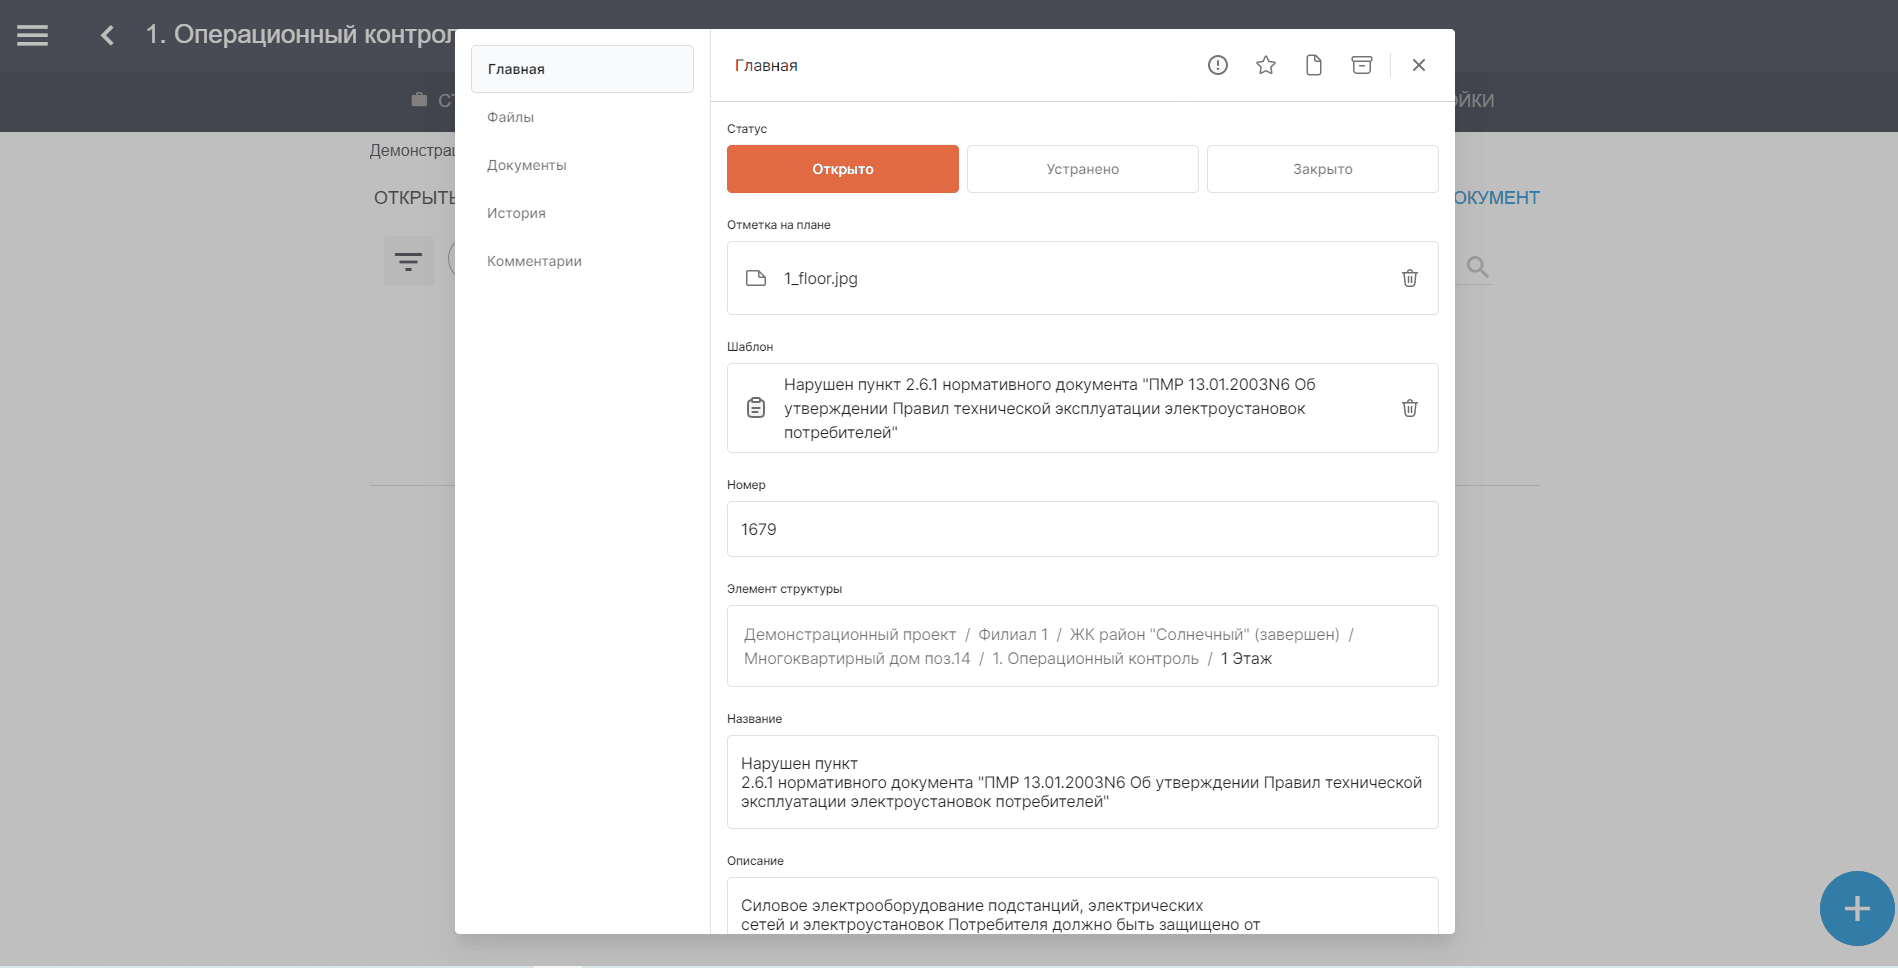 1. Операционный контрол
Демонстрац
ОТКРЫТЬ
Главная
Файлы
Документы
История
Комментарии
Главная
Статус
Открыто
Устранено
Закрыто
Отметка на плане
1_floor.jpg
Шаблон
Нарушен пункт 2.6.1 нормативного документа "ПМР 13.01.2003N6 Об
утверждении Правил технической эксплуатации электроустановок
потребителей"
Номер
1679
Элемент структуры
Демонстрационный проект / Филиал 1 / ЖК район "Солнечный" (завершен) /
Многоквартирный дом поз.14 / 1. Операционный контроль / 1 Этаж
Название
Нарушен пункт
2.6.1 нормативного документа "ПМР 13.01.2003N6 Об утверждении Правил технической
эксплуатации электроустановок потребителей"
Описание
Силовое электрооборудование подстанций, электрических
сетей и электроустановок Потребителя должно быть защищено от
ОЙКИ
ОКУМЕНТ